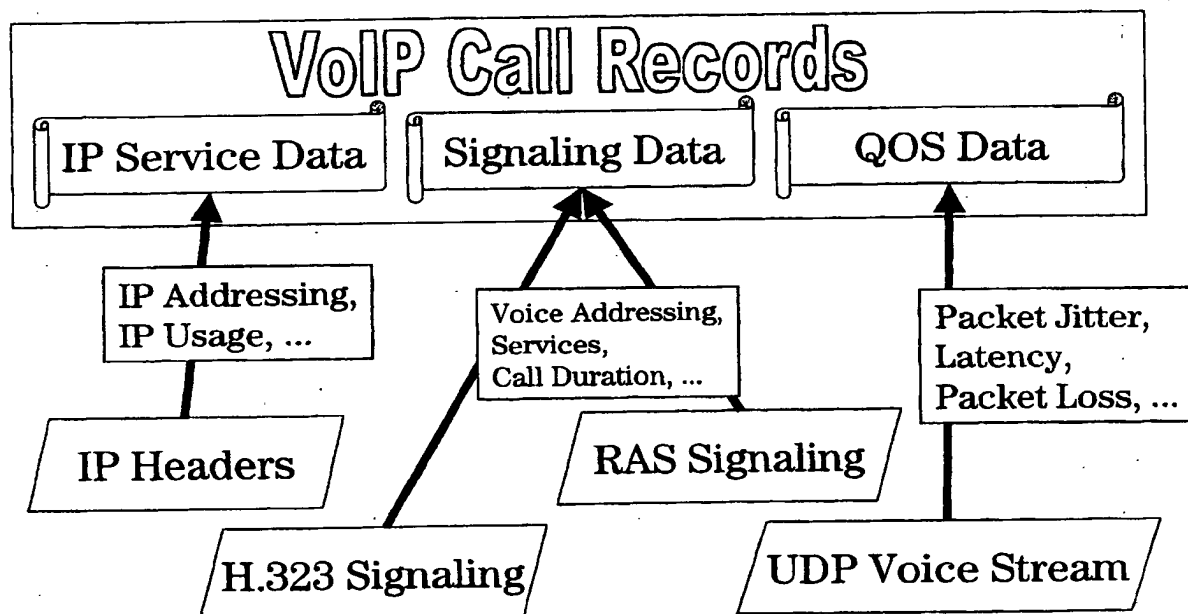 VoIP Call Records
IP Service Data
Signaling Data
QOS Data
IP Addressing,
IP Usage, ...
Voice Addressing,
Services,
Call Duration, ...
Packet Jitter,
Latency,
Packet Loss, ...
IP Headers
RAS Signaling
H.323 Signaling
UDP Voice Stream